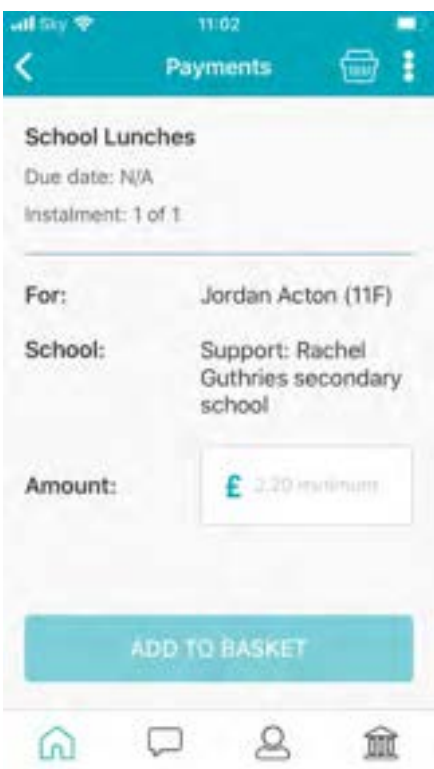 Sky 11:02
Payments
School Lunches
Due date: N/A
Instalment: 1 of 1
For: Jordan Acton (11F)
School: Support: Rachel
Guthries secondary
school
Amount: £ 2.20 minimum
ADD TO BASKET